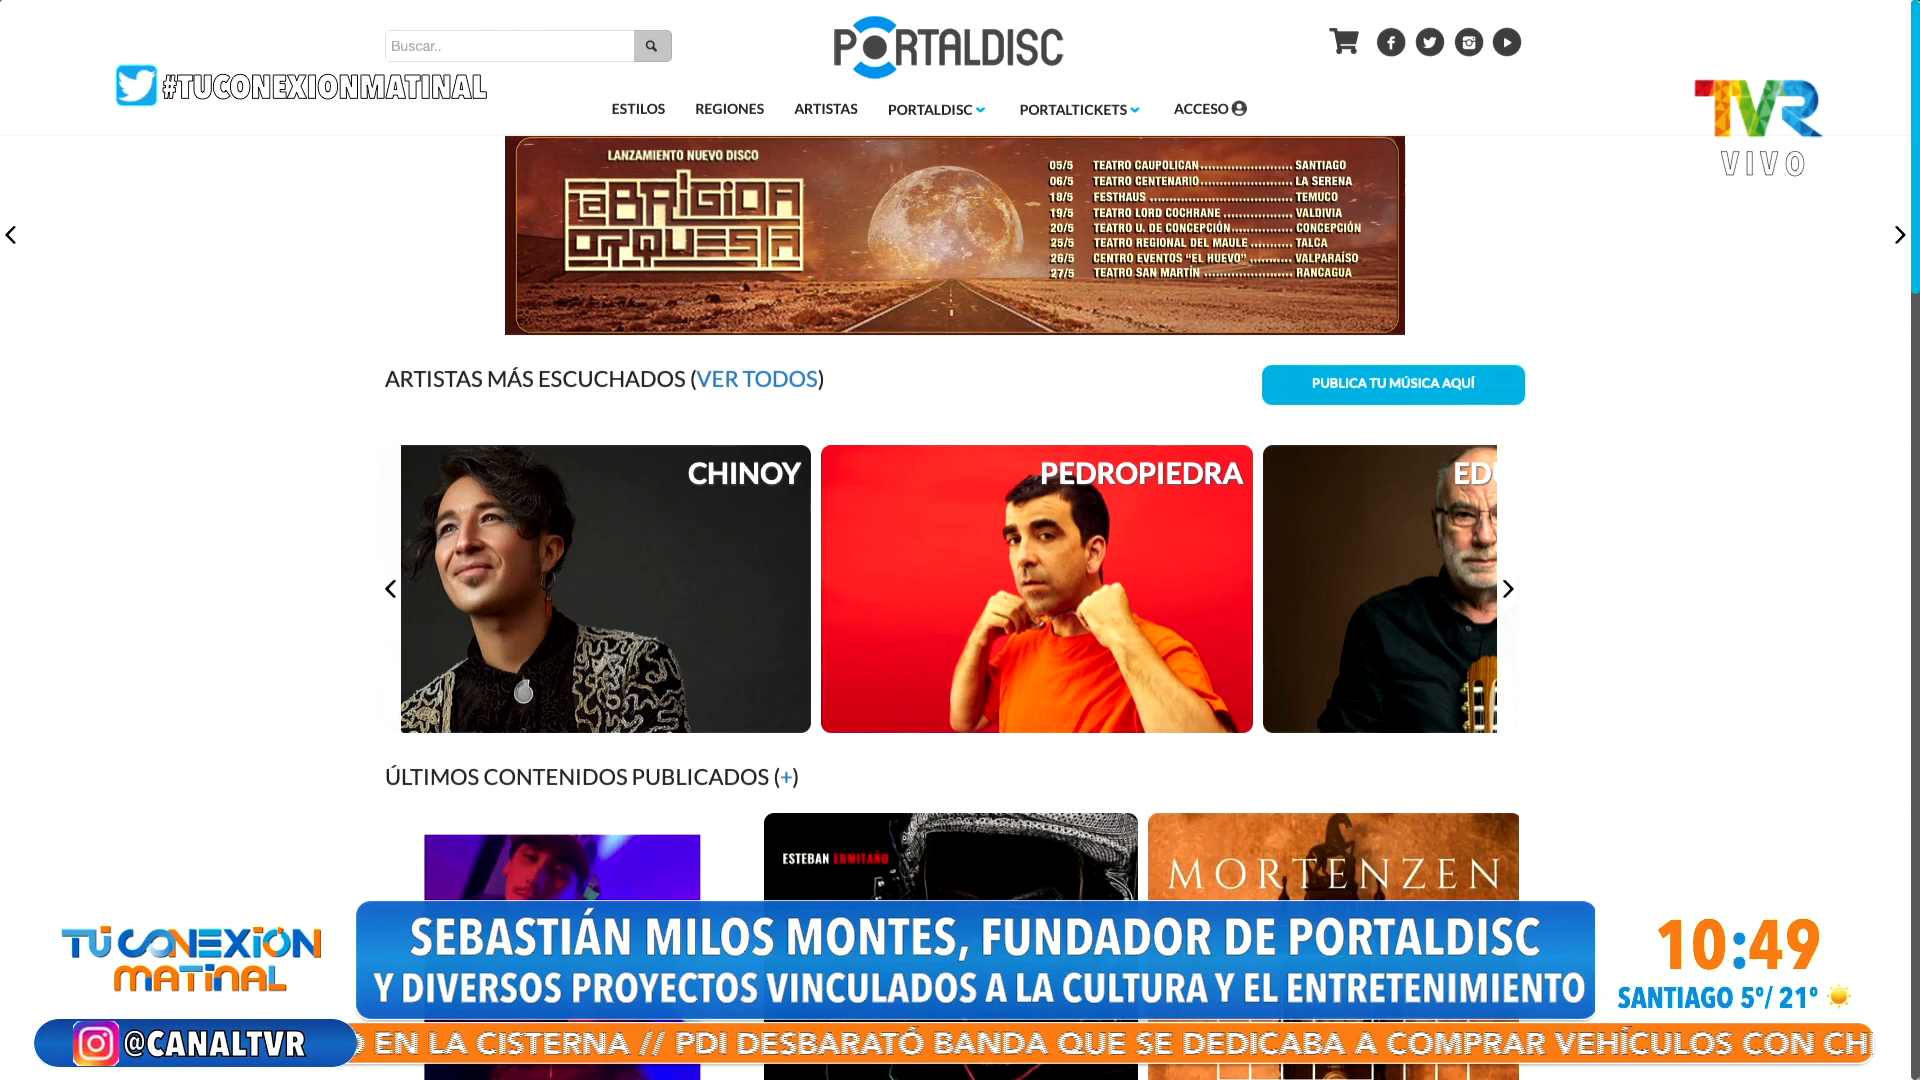 Buscar..
PORTALDISC
#TUCONEXIONMATINAL
TVR
VIVO
ESTILOS REGIONES ARTISTAS PORTALDISC PORTALTICKETS ACCESO
LANZAMIENTO NUEVO DISCO
LA BRÍGIDA
ORQUESTA
05/5 TEATRO CAUPOLICAN SANTIAGO
06/5 TEATRO CENTENARIO LA SERENA
18/5 FESTHAUS TEMUCO
19/5 TEATRO LORD COCHRANE VALDIVIA
20/5 TEATRO U. DE CONCEPCIÓN CONCEPCIÓN
25/5 TEATRO REGIONAL DEL MAULE TALCA
26/5 CENTRO EVENTOS "EL HUEVO" VALPARAÍSO
27/5 TEATRO SAN MARTÍN RANCAGUA
ARTISTAS MÁS ESCUCHADOS (VER TODOS)
PUBLICA TU MÚSICA AQUÍ
CHINOY
PEDROPIEDRA
ÚLTIMOS CONTENIDOS PUBLICADOS (+)
ESTEBAN ERMITAÑO
MORTENZEN
TÚ CONEXIÓN
MATINAL
SEBASTIÁN MILOS MONTES, FUNDADOR DE PORTALDISC
Y DIVERSOS PROYECTOS VINCULADOS A LA CULTURA Y EL ENTRETENIMIENTO
10:49
SANTIAGO 5º/ 21º
@CANALTVR
EN LA CISTERNA // PDI DESBARATÓ BANDA QUE SE DEDICABA A COMPRAR VEHÍCULOS CON